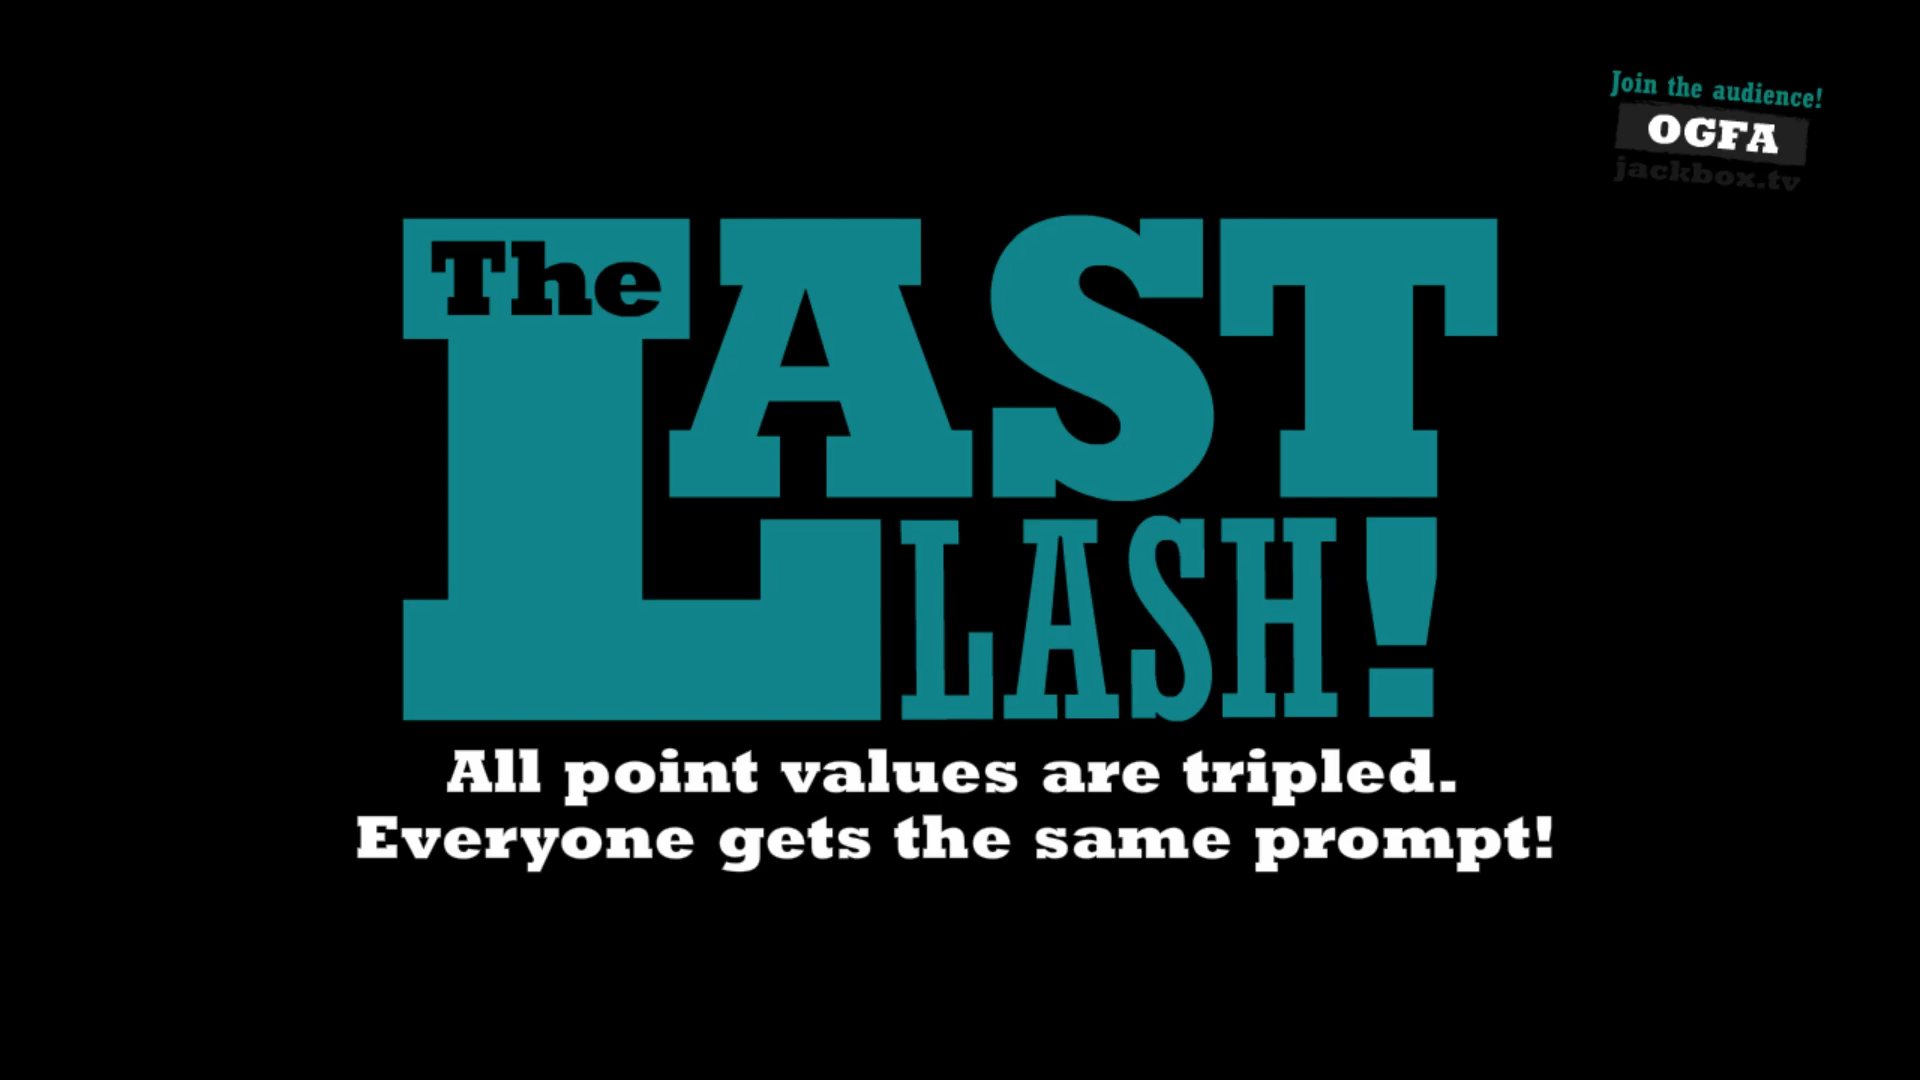 Join the audience!
OGFA
jackbox.tv
The LAST
LASH!
All point values are tripled.
Everyone gets the same prompt!